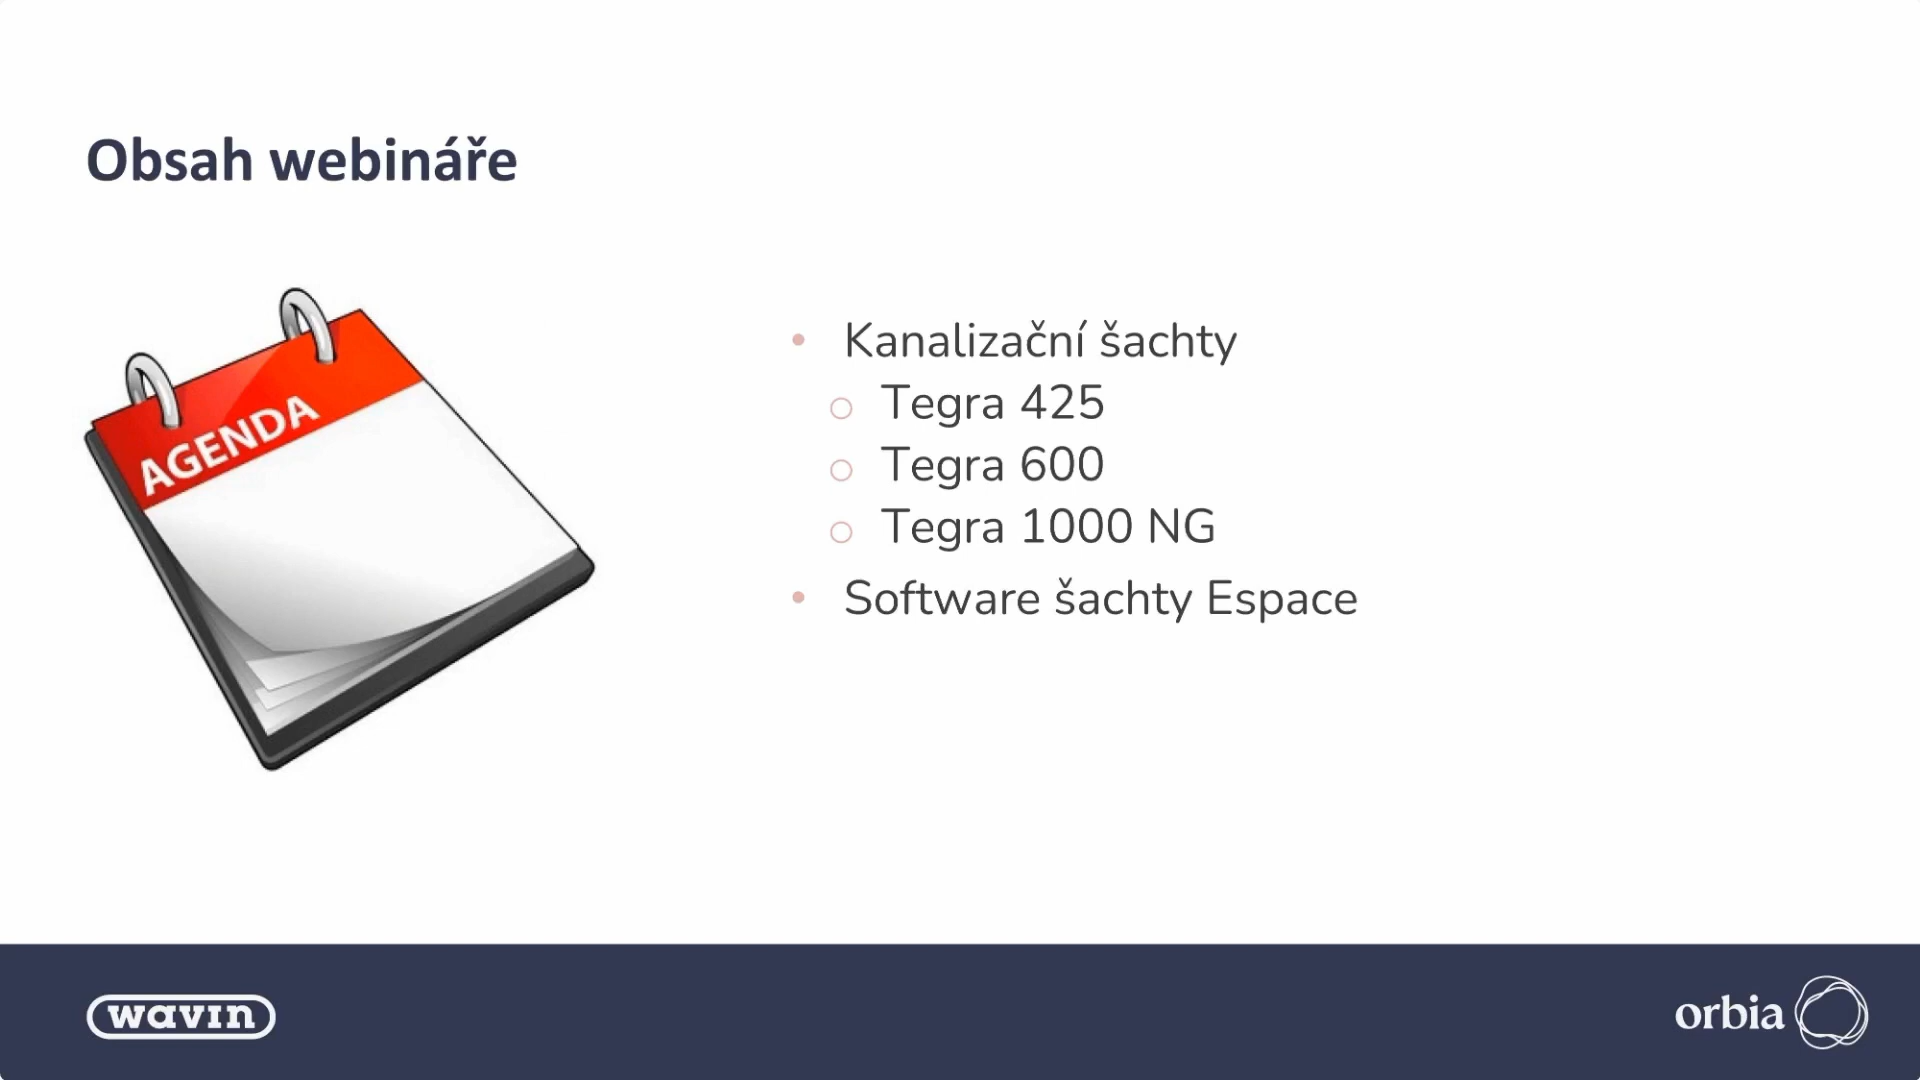 Obsah webináře
AGENDA
• Kanalizační šachty
○ Tegra 425
○ Tegra 600
○ Tegra 1000 NG
• Software šachty Espace
wavin
orbia